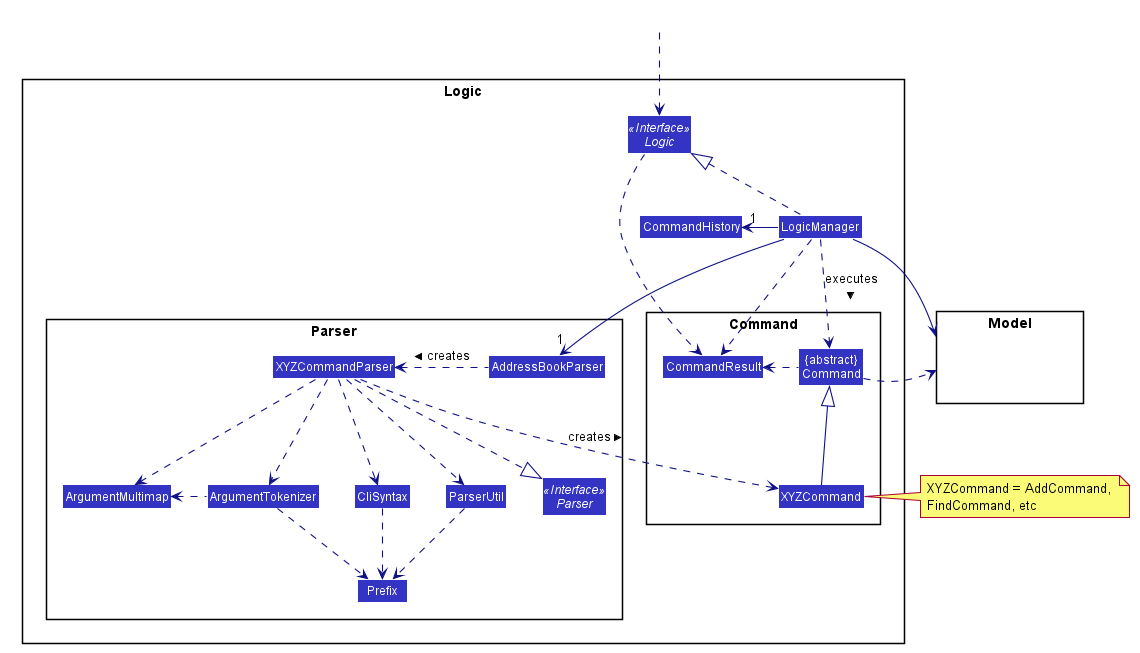 Logic
«Interface»
Logic
CommandHistory
1
LogicManager
executes
Model
Parser
Command
1
◄ creates
XYZCommandParser
AddressBookParser
CommandResult
{abstract}
Command
creates ►
ArgumentMultimap
ArgumentTokenizer
CliSyntax
ParserUtil
«Interface»
Parser
XYZCommand
XYZCommand = AddCommand,
FindCommand, etc
Prefix